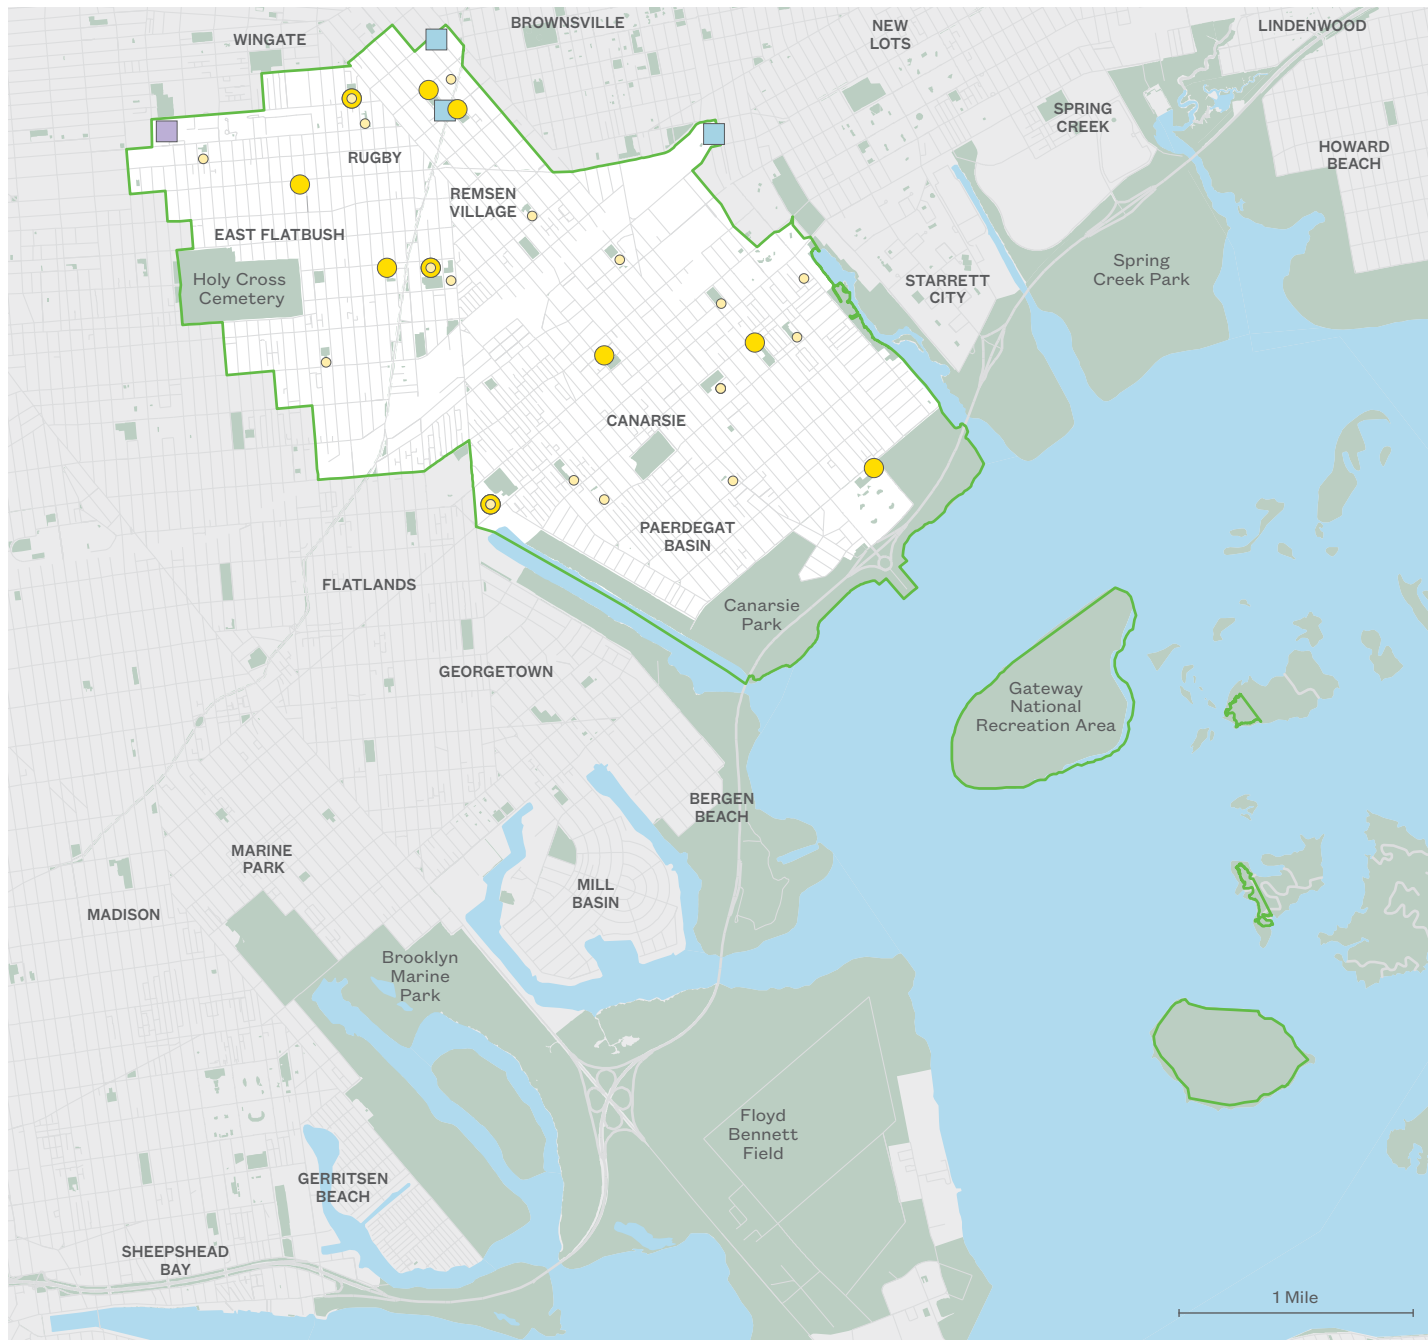 BROWNSVILLE
WINGATE
NEW
LOTS
LINDENWOOD
SPRING
CREEK
HOWARD
BEACH
RUGBY
REMSEN
VILLAGE
EAST FLATBUSH
Holy Cross
Cemetery
STARRETT
CITY
Spring
Creek Park
CANARSIE
PAERDEGAT
BASIN
FLATLANDS
Canarsie
Park
GEORGETOWN
Gateway
National
Recreation Area
BERGEN
BEACH
MARINE
PARK
MILL
BASIN
MADISON
Brooklyn
Marine
Park
Floyd
Bennett
Field
GERRITSEN
BEACH
SHEEPSHEAD
BAY
1 Mile